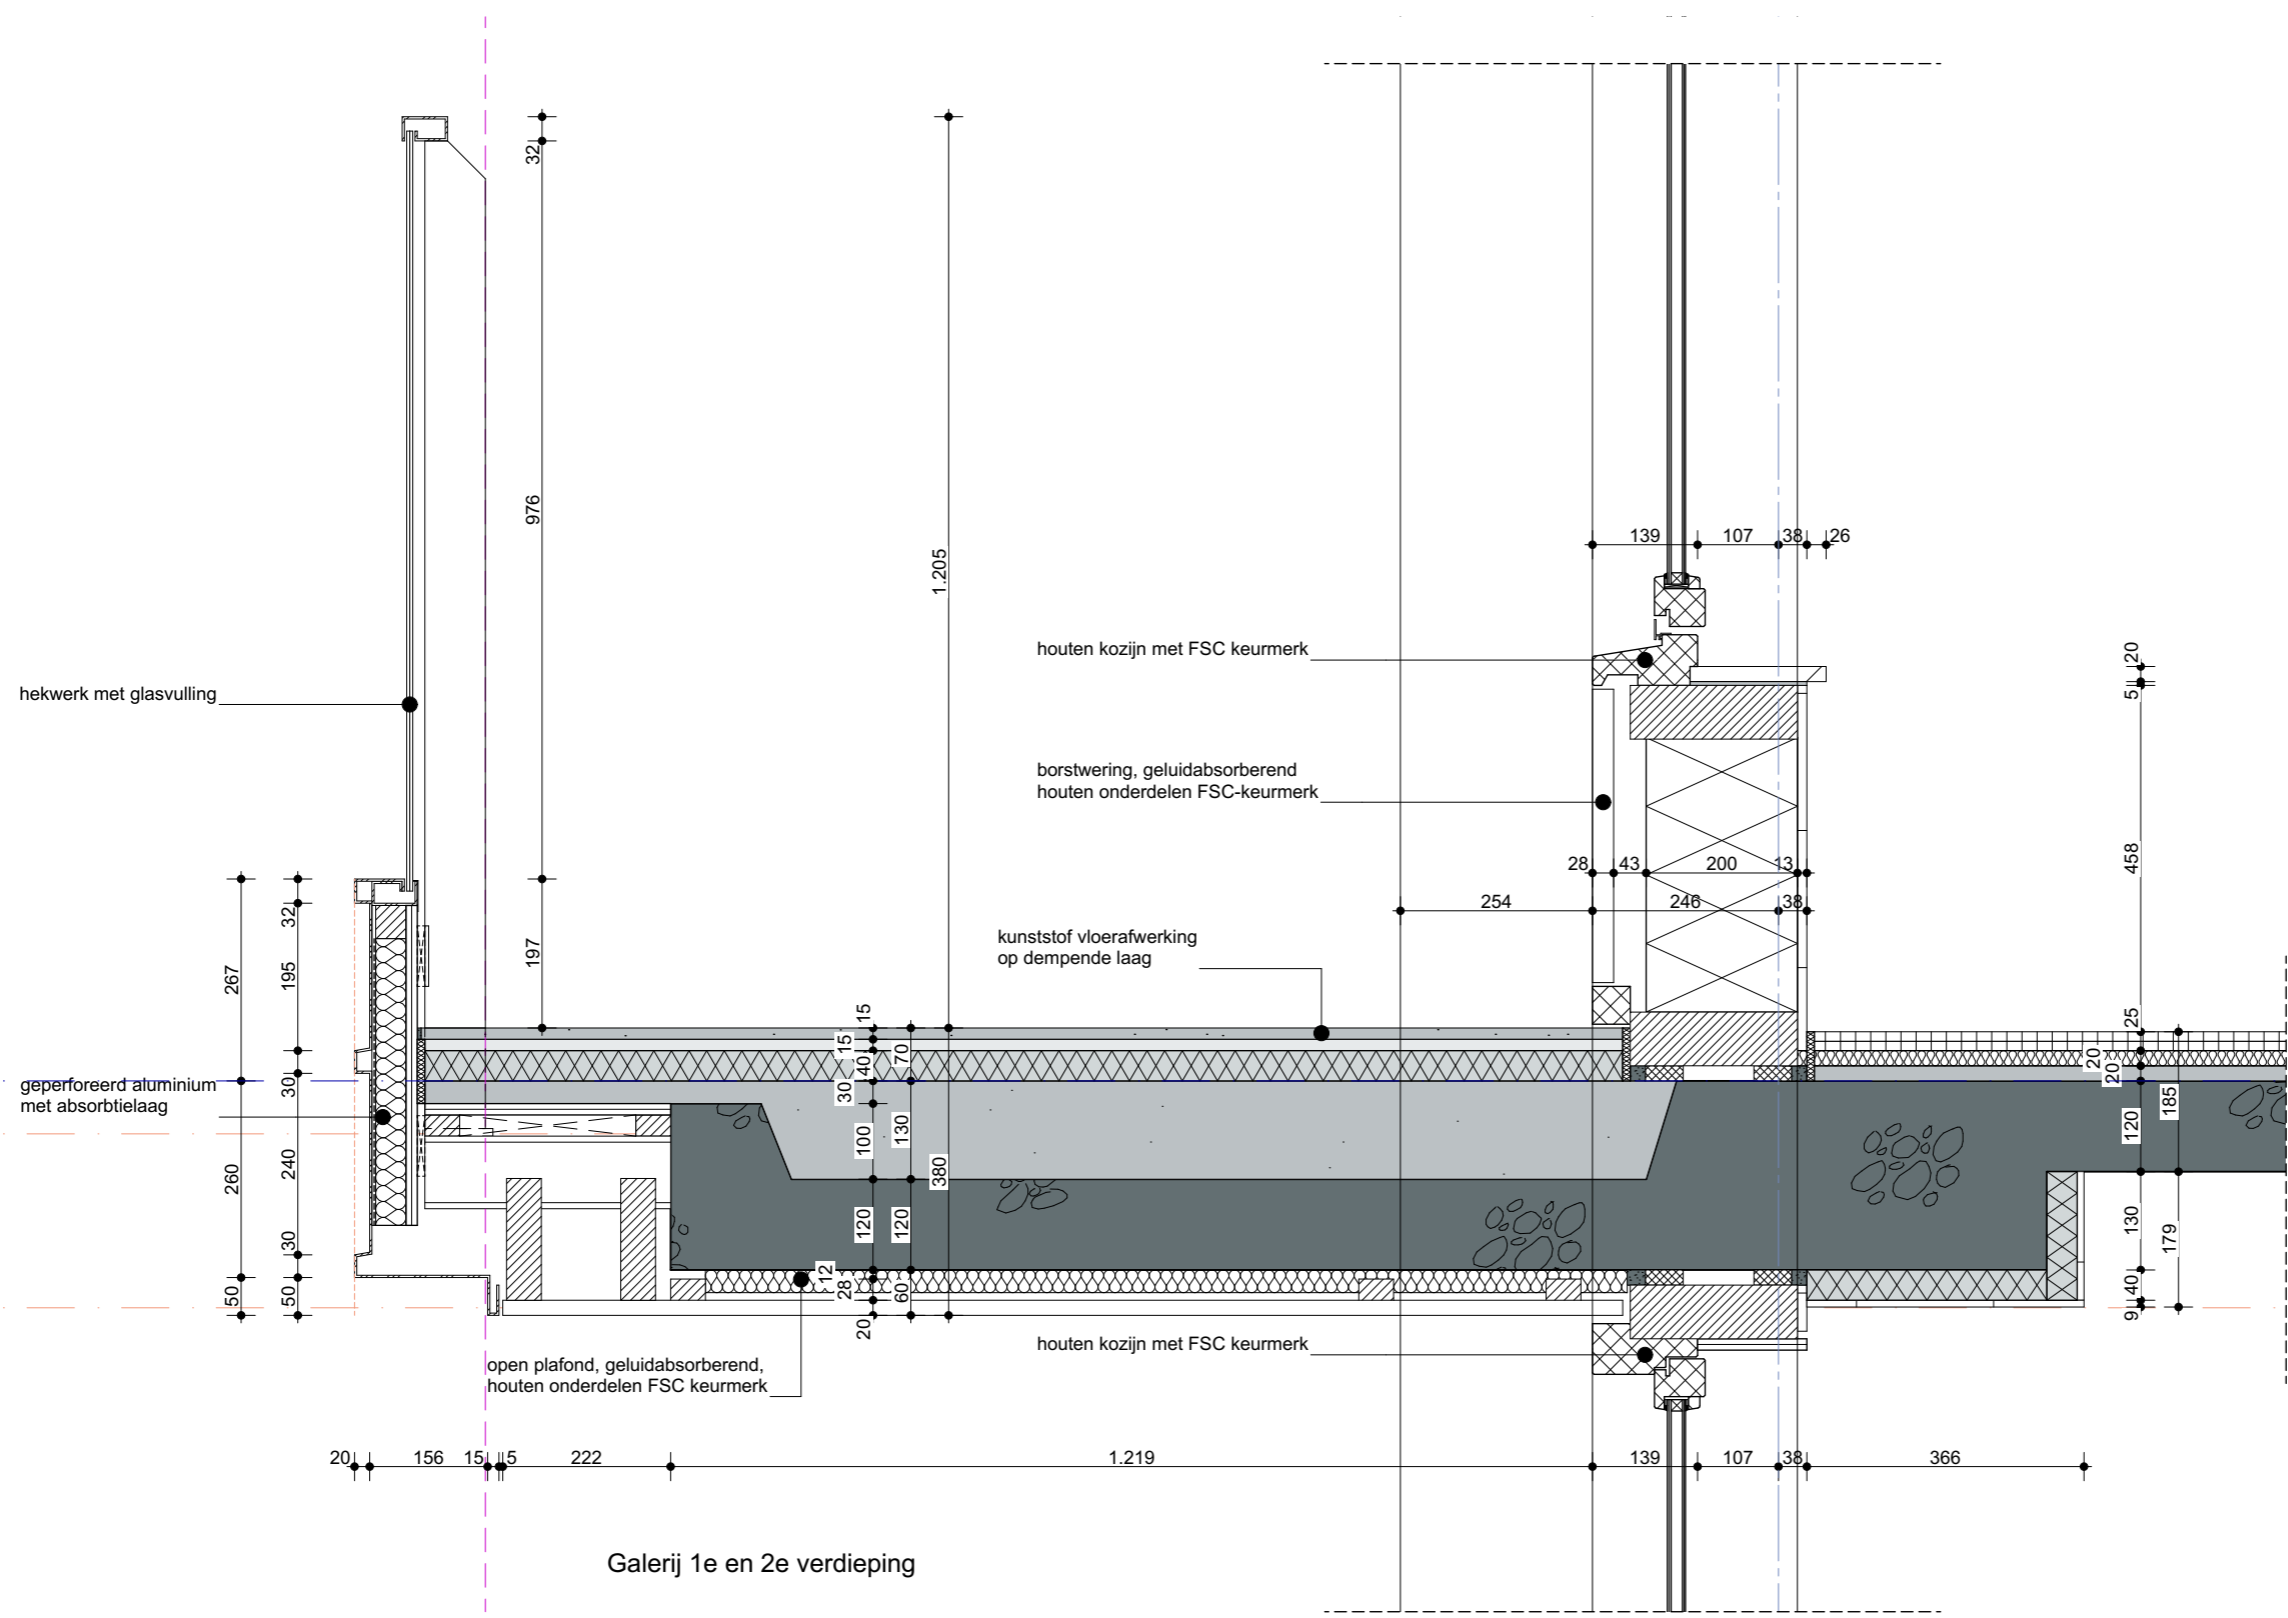 32
976
1.205
139 107 38 26
houten kozijn met FSC keurmerk
20
5
hekwerk met glasvulling
borstwering, geluidabsorberend
houten onderdelen FSC-keurmerk
458
28 43 200 13
254 246 38
32
197
195
267
kunststof vloerafwerking
op dempende laag
15
15
70
40
30
25
20
20
185
30
geperforeerd aluminium
met absorbtielaag
100
130
380
120
240
260
120
120
130
179
30
12
28
60
20
50
50
40
9
houten kozijn met FSC keurmerk
open plafond, geluidabsorberend,
houten onderdelen FSC keurmerk
20 156 15 5 222 1.219 139 107 38 366
Galerij 1e en 2e verdieping